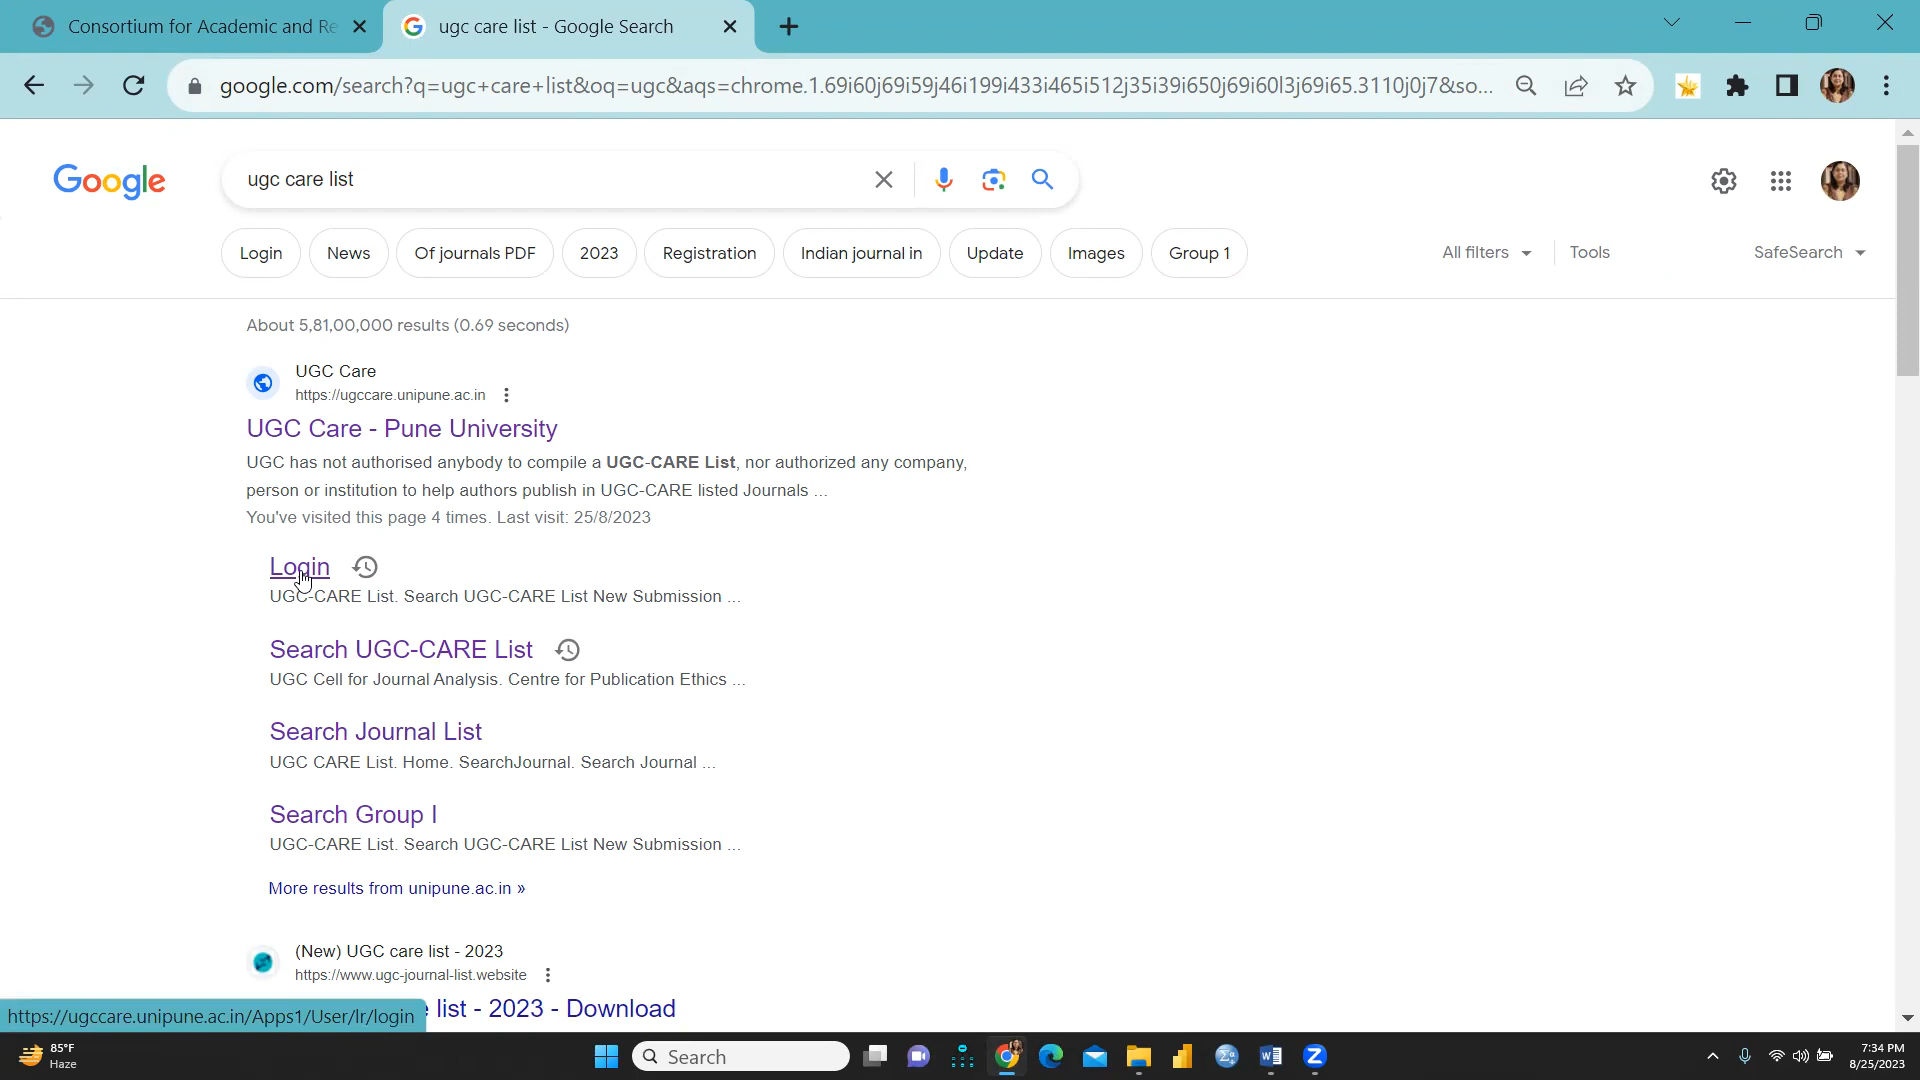 Consortium for Academic and Re
ugc care list - Google Search
google.com/search?q=ugc+care+list&oq=ugc&aqs=chrome.1.69i60j69i59j46i199i433i465i512j35i39i650j69i60l3j69i65.3110j0j7&so...
Google
ugc care list
Login
News
Of journals PDF
2023
Registration
Indian journal in
Update
Images
Group 1
All filters
Tools
SafeSearch
About 5,81,00,000 results (0.69 seconds)
UGC Care
https://ugccare.unipune.ac.in
UGC Care - Pune University
UGC has not authorised anybody to compile a UGC-CARE List, nor authorized any company,
person or institution to help authors publish in UGC-CARE listed Journals ...
You've visited this page 4 times. Last visit: 25/8/2023
Login
UGC-CARE List. Search UGC-CARE List New Submission ...
Search UGC-CARE List
UGC Cell for Journal Analysis. Centre for Publication Ethics ...
Search Journal List
UGC CARE List. Home. SearchJournal. Search Journal ...
Search Group I
UGC-CARE List. Search UGC-CARE List New Submission ...
More results from unipune.ac.in »
(New) UGC care list - 2023
https://www.ugc-journal-list.website
list - 2023 - Download
https://ugccare.unipune.ac.in/Apps1/User/lr/login
85°F
Haze
Search
7:34 PM
8/25/2023